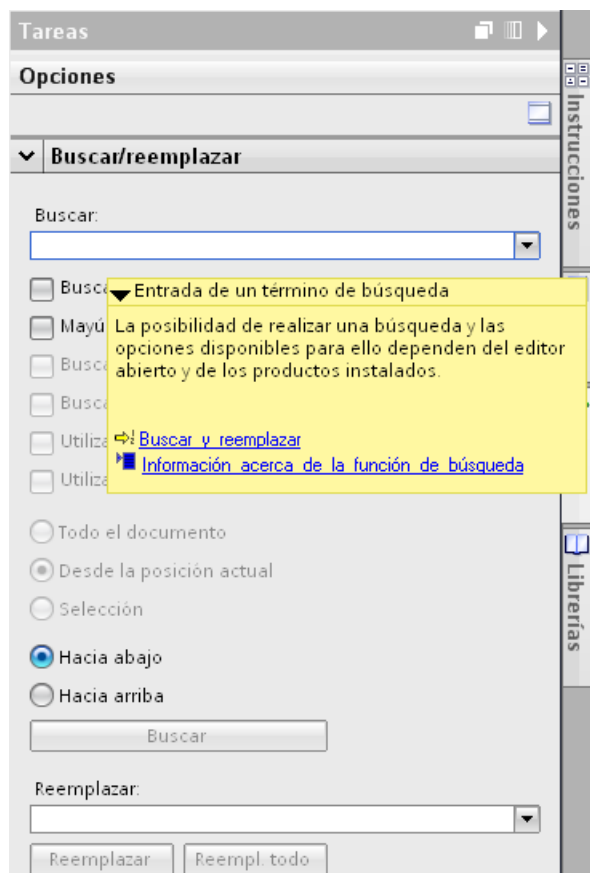 Tareas
Opciones
Buscar/reemplazar
Buscar:
Entrada de un término de búsqueda
La posibilidad de realizar una búsqueda y las
opciones disponibles para ello dependen del editor
abierto y de los productos instalados.
Buscar y reemplazar
Información acerca de la función de búsqueda
Todo el documento
Desde la posición actual
Selección
Hacia abajo
Hacia arriba
Buscar
Reemplazar:
Reemplazar
Reempl. todo
Instrucciones
Librerías